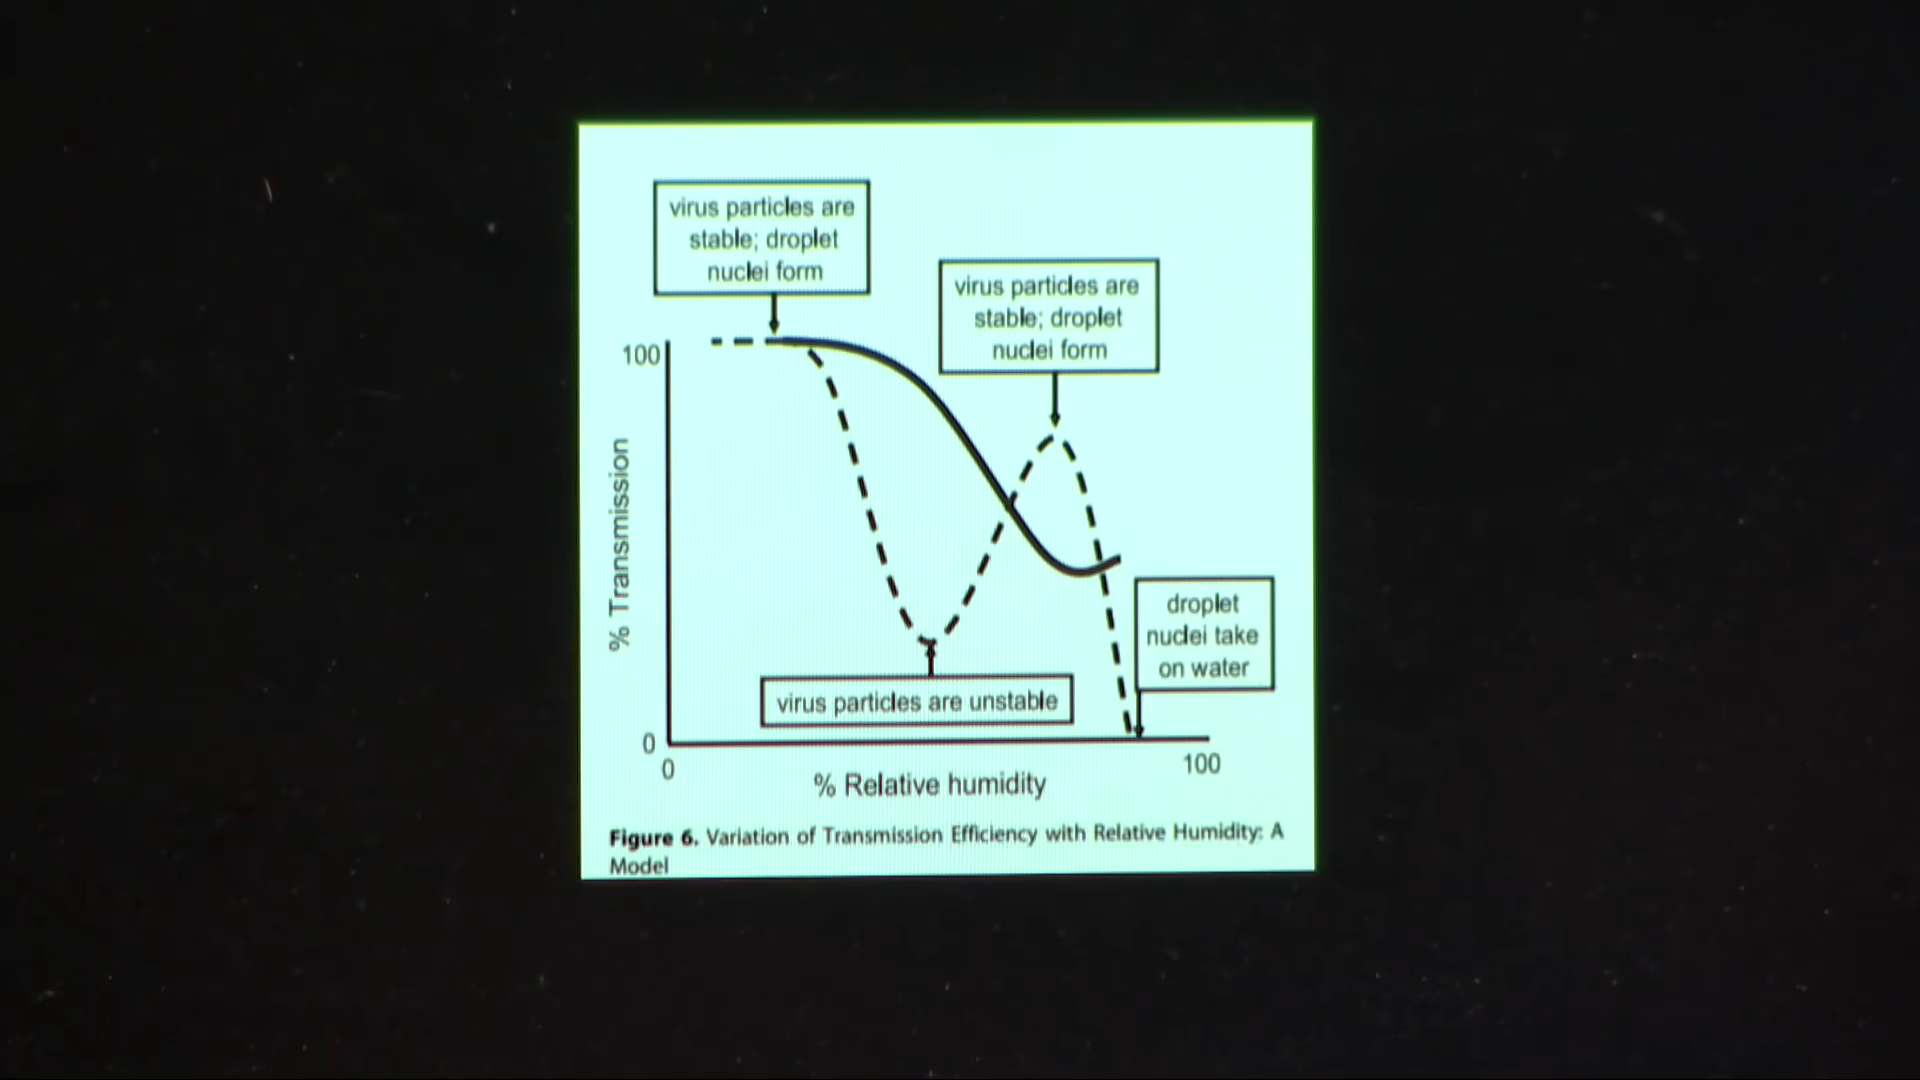 virus particles are
stable; droplet
nuclei form
virus particles are
stable; droplet
nuclei form
100
% Transmission
droplet
nuclei take
on water
virus particles are unstable
0
0
100
% Relative humidity
Figure 6. Variation of Transmission Efficiency with Relative Humidity: A
Model